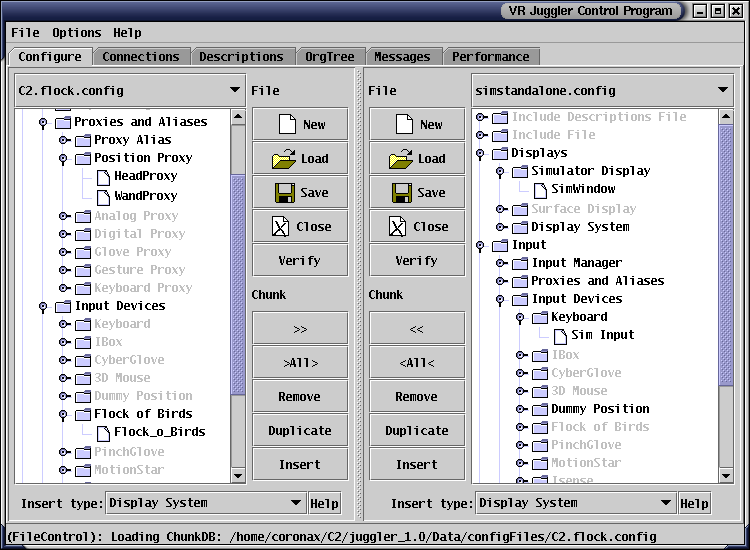 VR Juggler Control Program
File Options Help
Configure Connections Descriptions OrgTree Messages Performance
C2.flock.config
Proxies and Aliases
Proxy Alias
Position Proxy
HeadProxy
WandProxy
Analog Proxy
Digital Proxy
Glove Proxy
Gesture Proxy
Keyboard Proxy
Input Devices
Keyboard
IBox
CyberGlove
3D Mouse
Dummy Position
Flock of Birds
Flock_o_Birds
PinchGlove
MotionStar
File
New
Load
Save
Close
Verify
Chunk
>>
>All>
Remove
Duplicate
Insert
Insert type: Display System Help
File
New
Load
Save
Close
Verify
Chunk
<<
<All<
Remove
Duplicate
Insert
simstandalone.config
Include Descriptions File
Include File
Displays
Simulator Display
SimWindow
Surface Display
Display System
Input
Input Manager
Proxies and Aliases
Input Devices
Keyboard
Sim Input
IBox
CyberGlove
3D Mouse
Dummy Position
Flock of Birds
PinchGlove
MotionStar
Isense
Insert type: Display System Help
(FileControl): Loading ChunkDB: /home/coronax/C2/juggler_1.0/Data/configFiles/C2.flock.config